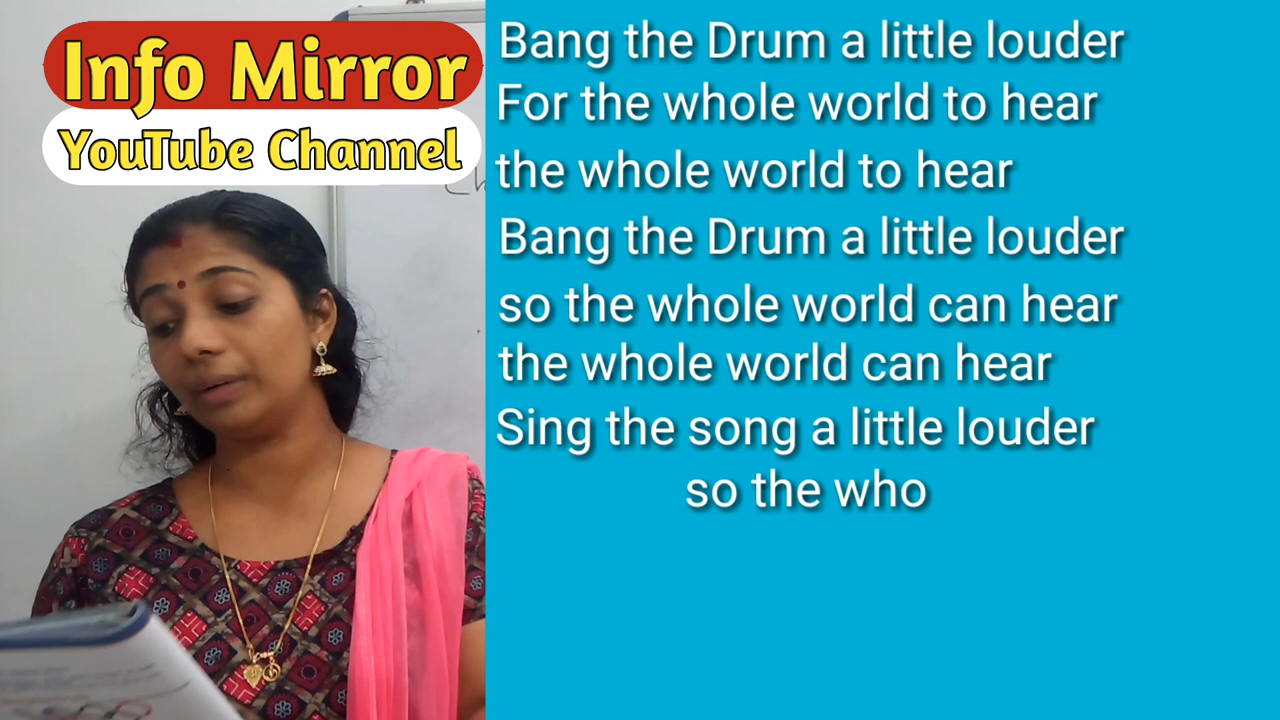 Info Mirror
YouTube Channel
Bang the Drum a little louder
For the whole world to hear
the whole world to hear
Bang the Drum a little louder
so the whole world can hear
the whole world can hear
Sing the song a little louder
so the who